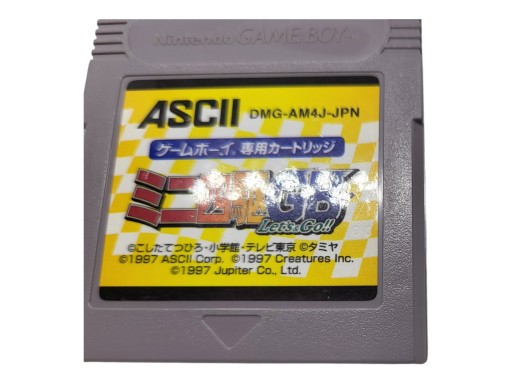 Nintendo GAME BOY
ASCII DMG-AM4J-JPN
ゲームボーイ専用カートリッジ
ミニ四駆GB
Let's&Go!!
©こしたてつひろ・小学館・テレビ東京 ©タミヤ
©1997 ASCII Corp. ©1997 Creatures Inc.
©1997 Jupiter Co., Ltd.